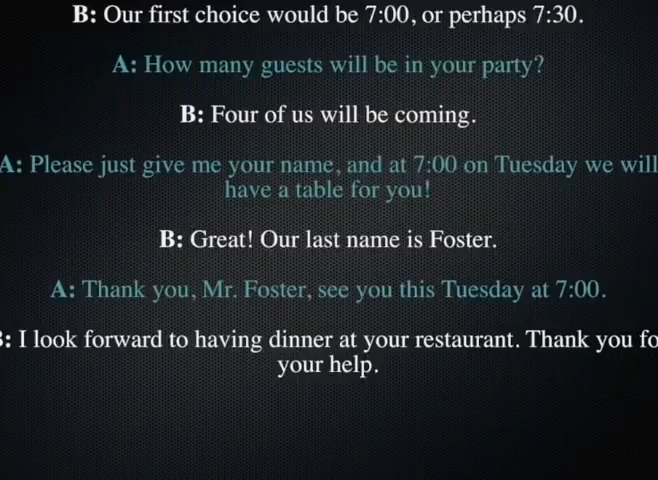 B: Our first choice would be 7:00, or perhaps 7:30.
A: How many guests will be in your party?
B: Four of us will be coming.
A: Please just give me your name, and at 7:00 on Tuesday we will
have a table for you!
B: Great! Our last name is Foster.
A: Thank you, Mr. Foster, see you this Tuesday at 7:00.
: I look forward to having dinner at your restaurant. Thank you fo
your help.